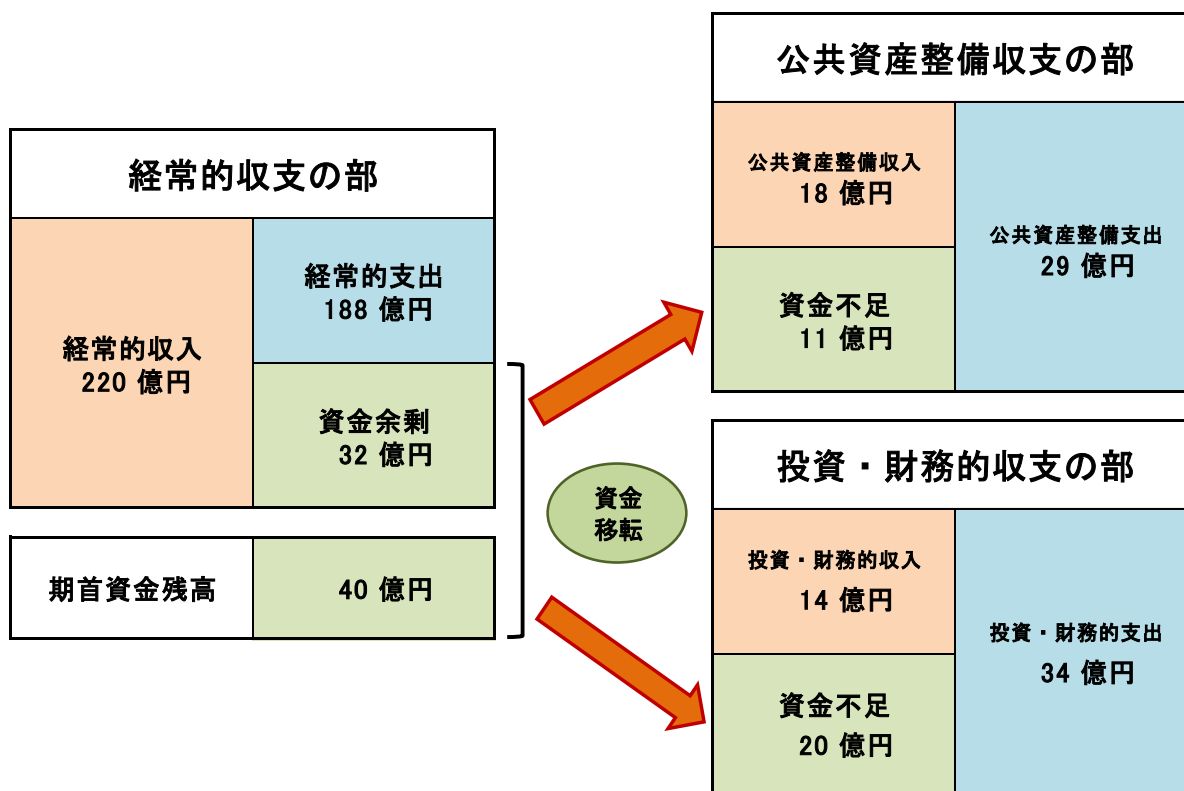 経常的収支の部
経常的収入
220 億円
経常的支出
188 億円
資金余剰
32 億円
期首資金残高
40 億円
資金
移転
公共資産整備収支の部
公共資産整備収入
18 億円
資金不足
11 億円
公共資産整備支出
29 億円
投資・財務的収支の部
投資・財務的収入
14 億円
資金不足
20 億円
投資・財務的支出
34 億円